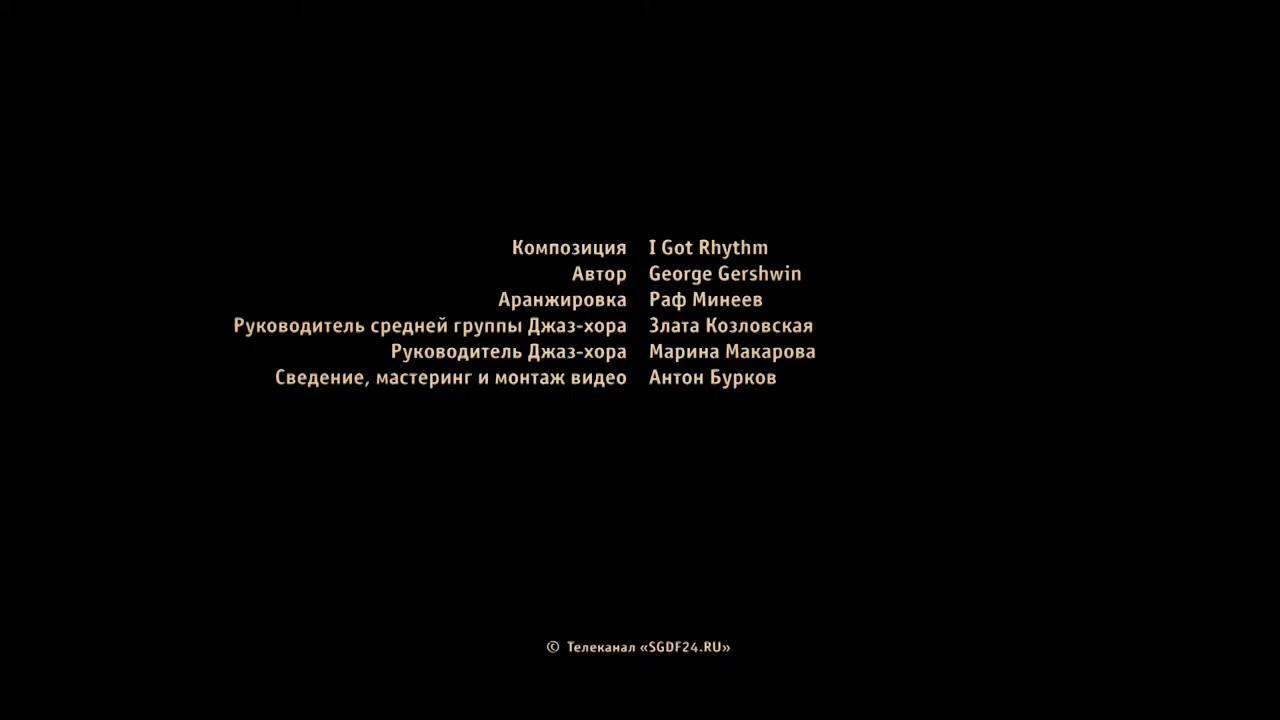 Композиция I Got Rhythm
Автор George Gershwin
Аранжировка Раф Минеев
Руководитель средней группы Джаз-хора Злата Козловская
Руководитель Джаз-хора Марина Макарова
Сведение, мастеринг и монтаж видео Антон Бурков
© Телеканал «SGDF24.RU»